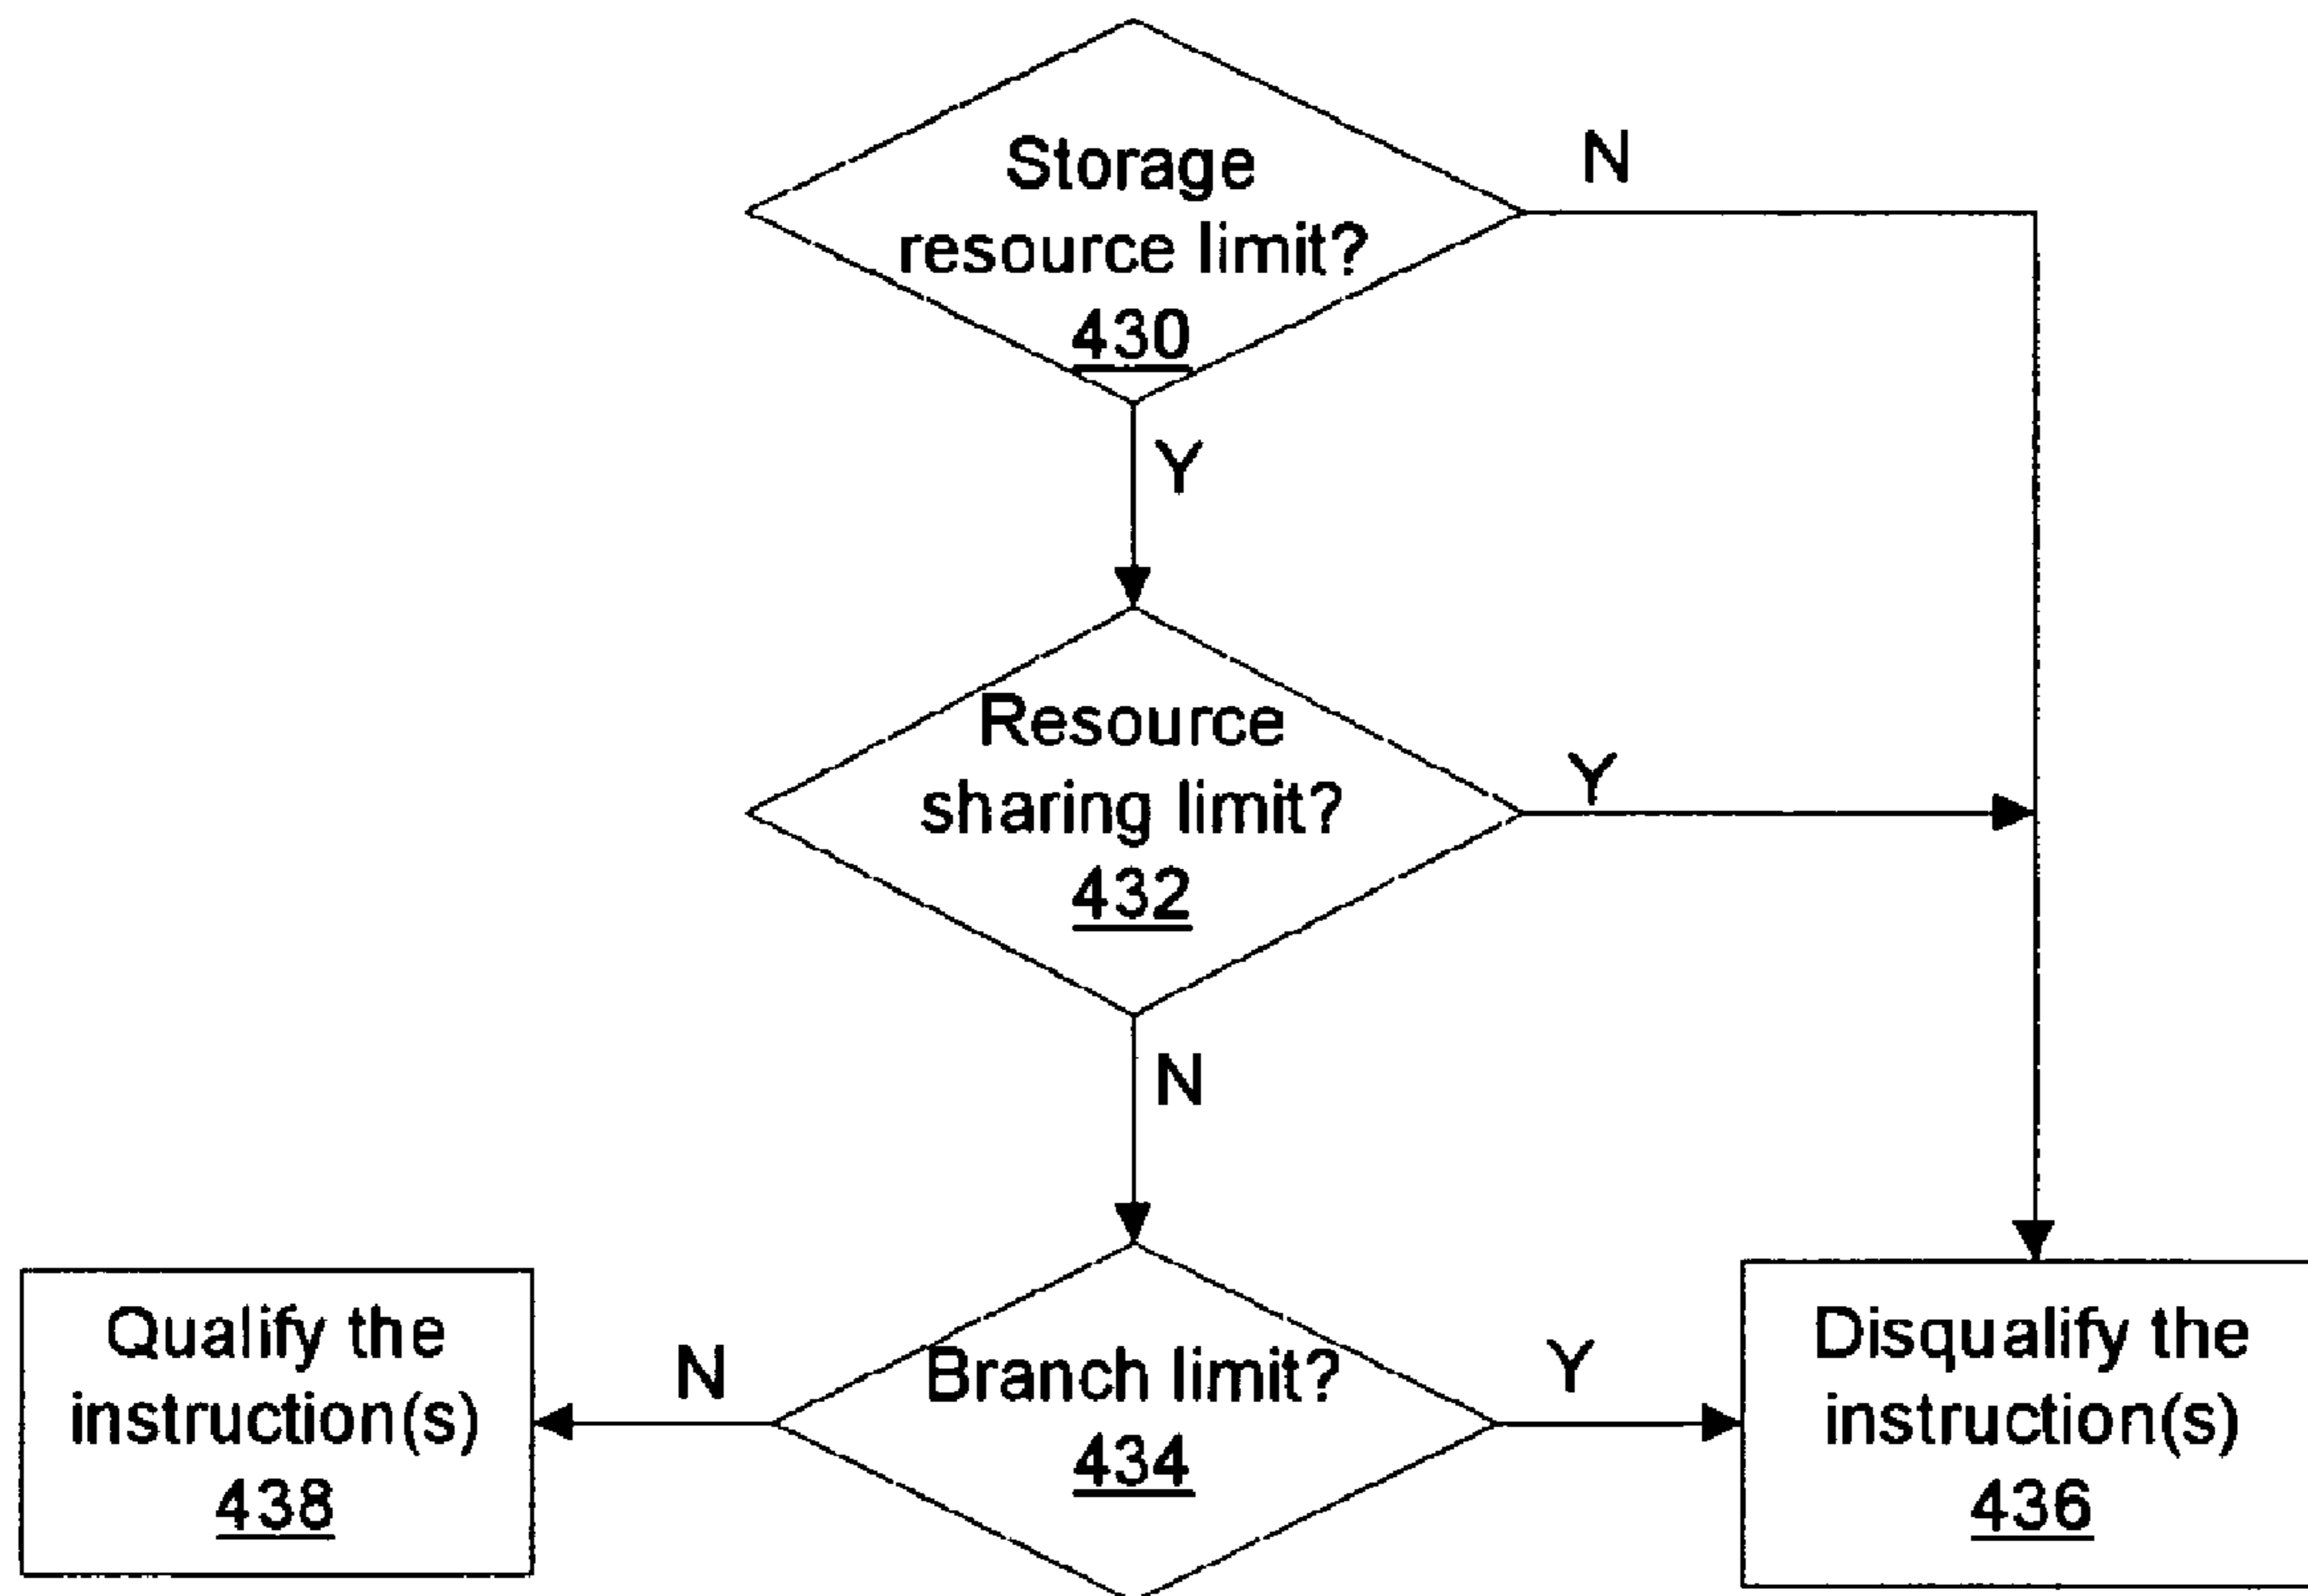 Storage
resource limit?
430
N
Y
Resource
sharing limit?
432
Y
N
Qualify the
instruction(s)
438
N
Branch limit?
434
Y
Disqualify the
instruction(s)
436